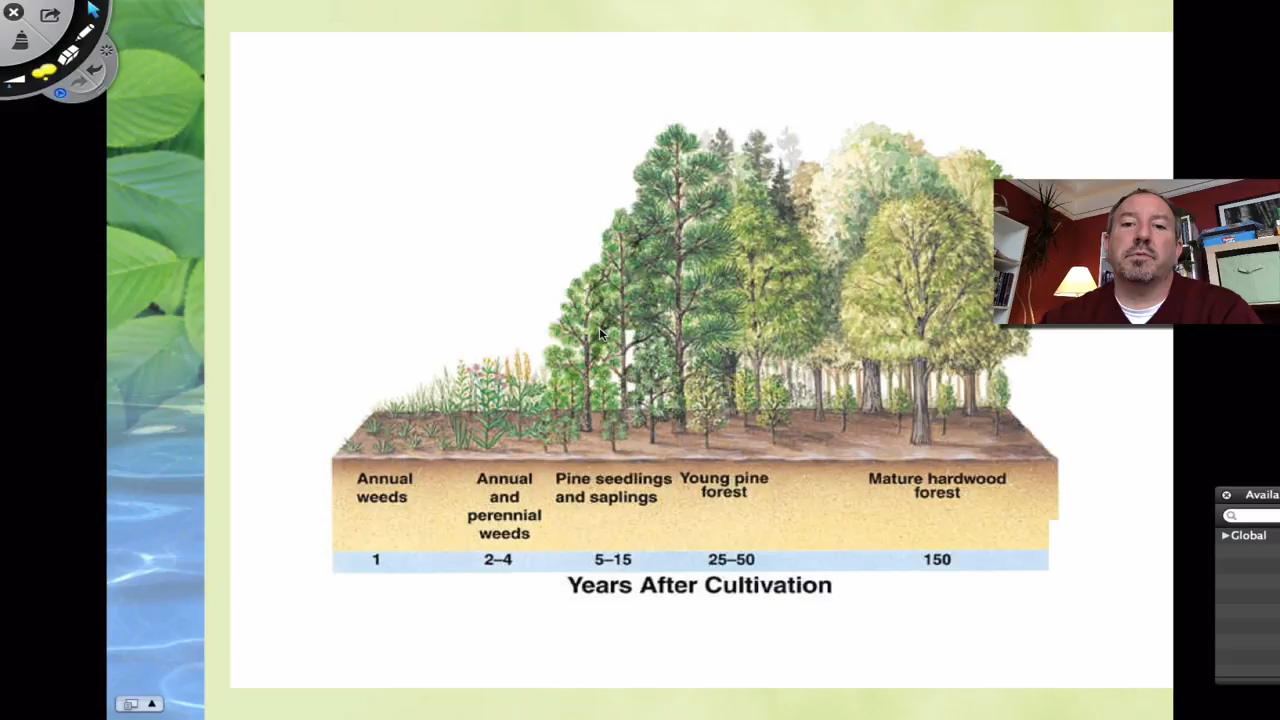 Annual
weeds
Annual
and
perennial
weeds
Pine seedlings
and saplings
Young pine
forest
Mature hardwood
forest
1
2–4
5–15
25–50
150
Years After Cultivation
Availa
Global